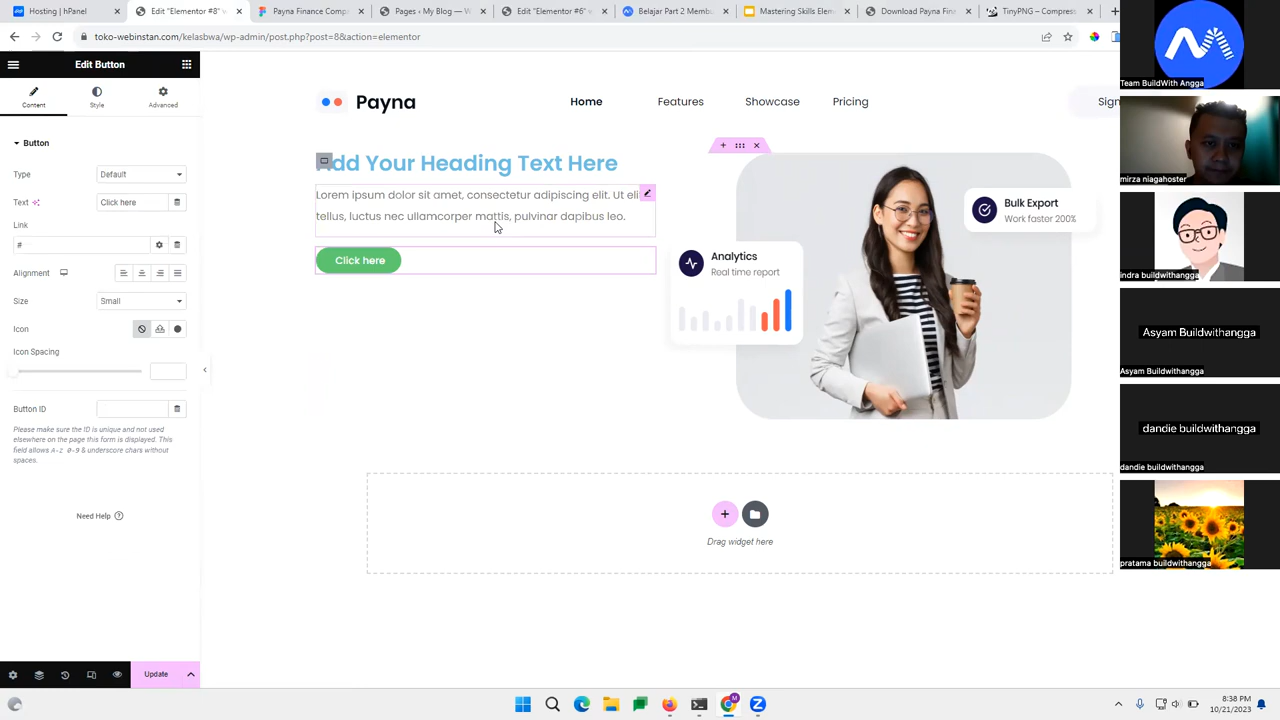 Hosting | hPanel
Edit "Elementor #8"
Payna Finance Comp
Pages ‹ My Blog —
Edit "Elementor #6"
Belajar Part 2 Membu
Mastering Skills Elem
Download Payna Fin
TinyPNG – Compress
toko-webinstan.com/kelasbwa/wp-admin/post.php?post=8&action=elementor
Edit Button
Content
Style
Advanced
Button
Type
Default
Text
Click here
Link
#
Alignment
Size
Small
Icon
Icon Spacing
Button ID
Please make sure the ID is unique and not used
elsewhere on the page this form is displayed. This
field allows A-z 0-9 & underscore chars without
spaces.
Need Help
Update
Payna
Home
Features
Showcase
Pricing
Sign
Add Your Heading Text Here
Lorem ipsum dolor sit amet, consectetur adipiscing elit. Ut elit
tellus, luctus nec ullamcorper mattis, pulvinar dapibus leo.
Click here
Bulk Export
Work faster 200%
Analytics
Real time report
Drag widget here
Team BuildWith Angga
mirza niagahoster
indra buildwithangga
Asyam Buildwithangga
Asyam Buildwithangga
dandie buildwithangga
dandie buildwithangga
pratama buildwithangga
M
8:38 PM
10/21/2023